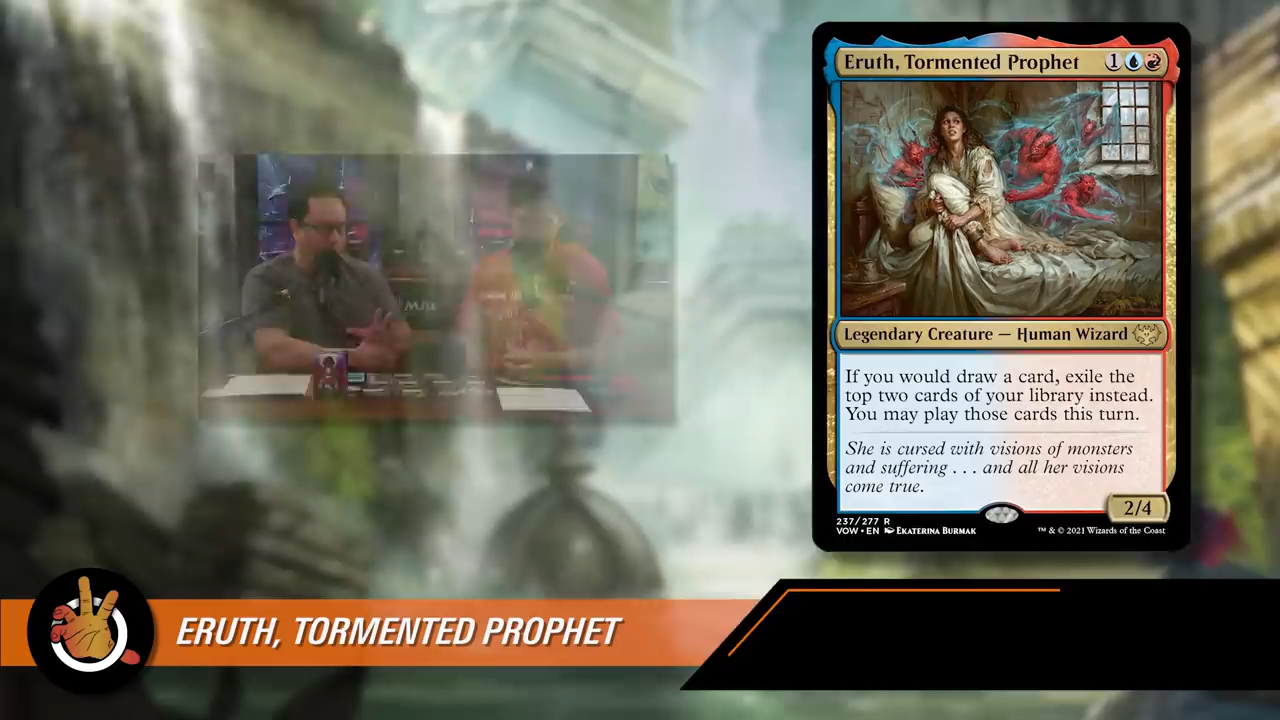 Eruth, Tormented Prophet 1
Legendary Creature — Human Wizard
If you would draw a card, exile the
top two cards of your library instead.
You may play those cards this turn.
She is cursed with visions of monsters
and suffering . . . and all her visions
come true.
2/4
237/277 R
VOW • EN EKATERINA BURMAK
™ & © 2021 Wizards of the Coast
ERUTH, TORMENTED PROPHET